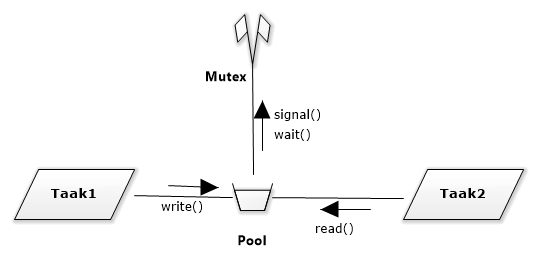 Mutex
signal()
wait()
Taak1
Taak2
write()
read()
Pool